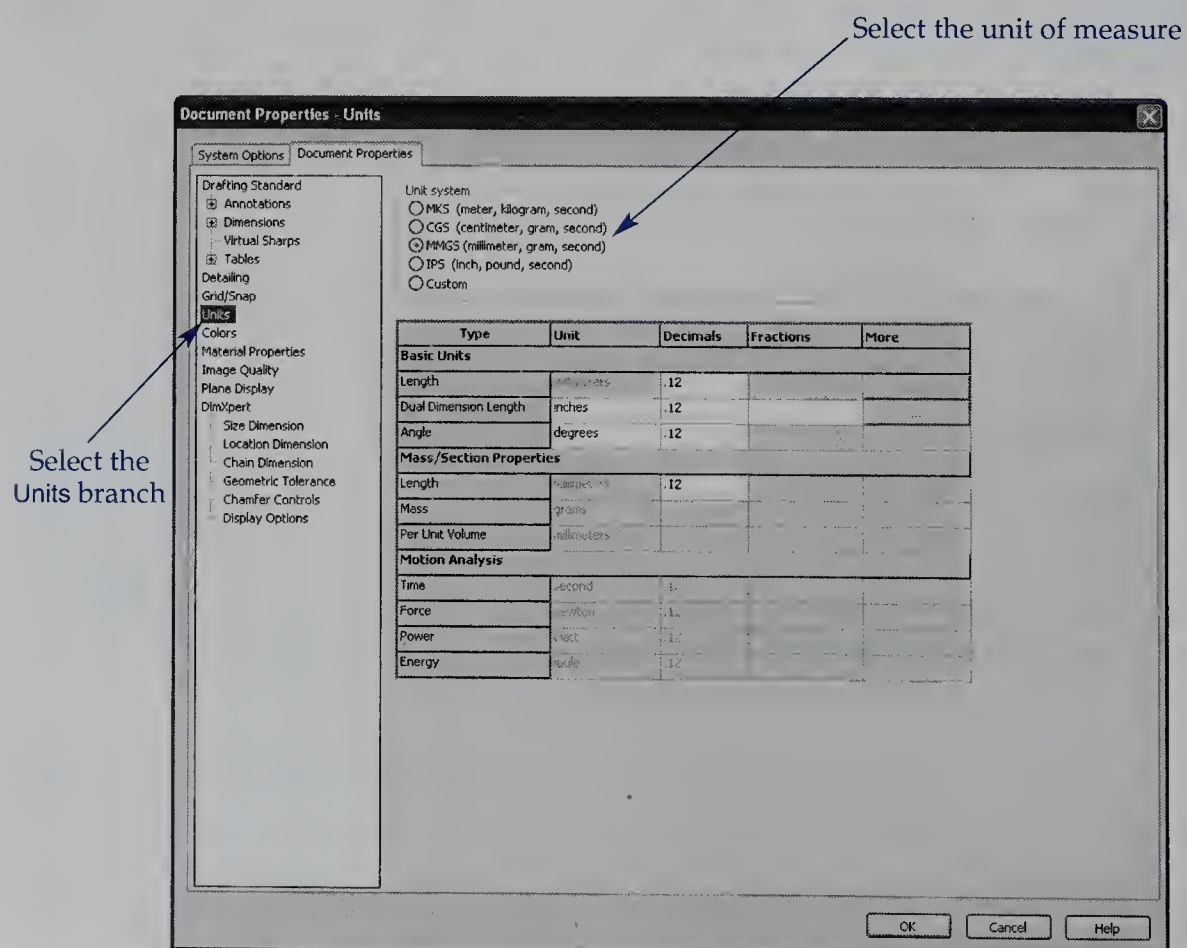 Select the unit of measure
Document Properties - Units
System Options Document Properties
Drafting Standard
Annotations
Dimensions
Virtual Sharps
Tables
Detailing
Grid/Snap
Units
Colors
Material Properties
Image Quality
Plane Display
DimXpert
Size Dimension
Location Dimension
Chain Dimension
Geometric Tolerance
Chamfer Controls
Display Options
Select the
Units branch
Unit system
MKS (meter, kilogram, second)
CGS (centimeter, gram, second)
MMGS (millimeter, gram, second)
IPS (inch, pound, second)
Custom
Type Unit Decimals Fractions More
Basic Units
Length .12
Dual Dimension Length inches .12 ...
Angle degrees .12
Mass/Section Properties
Length .12
Mass grams
Per Unit Volume millimeters
Motion Analysis
Time second
Force newton
Power .12
Energy .12
OK Cancel Help